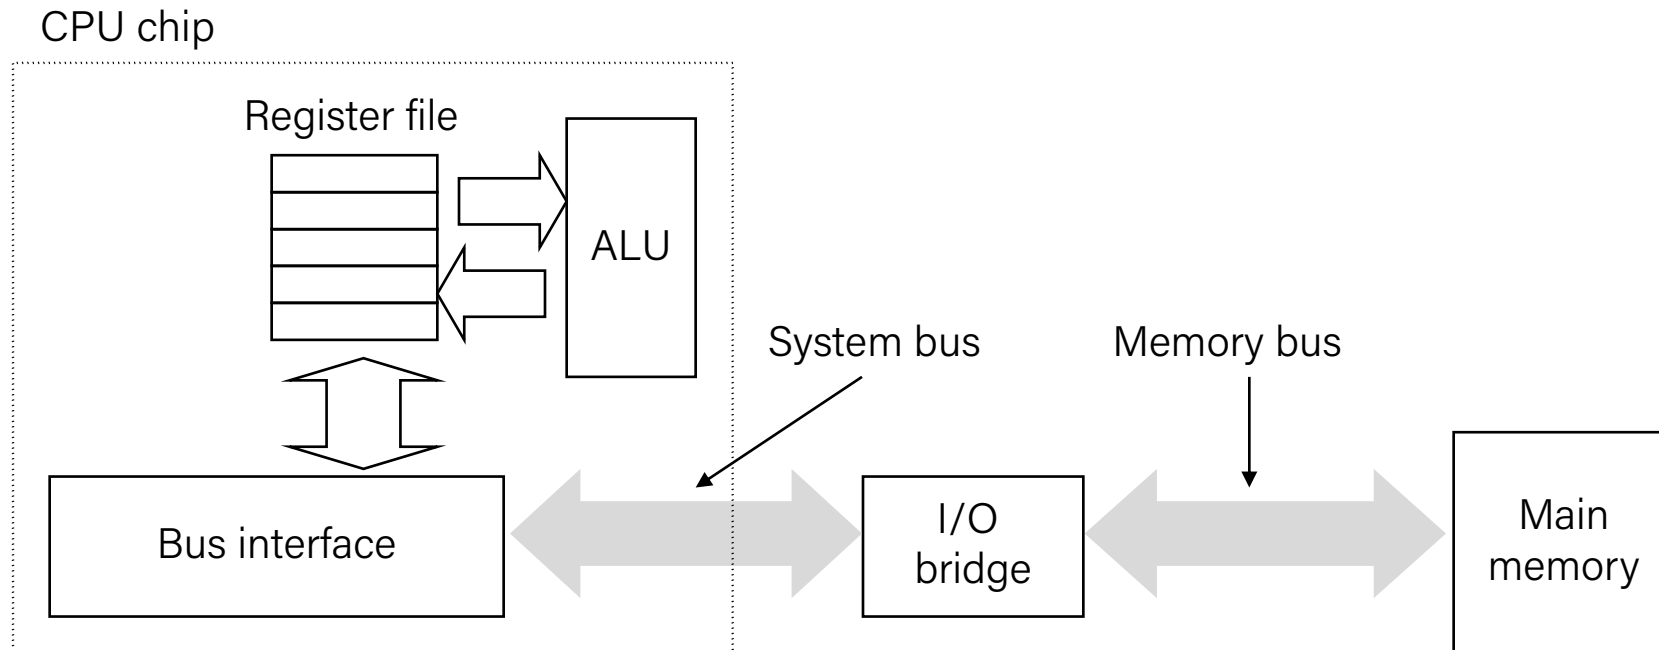 CPU chip
Register file
ALU
System bus
Memory bus
Bus interface
I/O
bridge
Main
memory